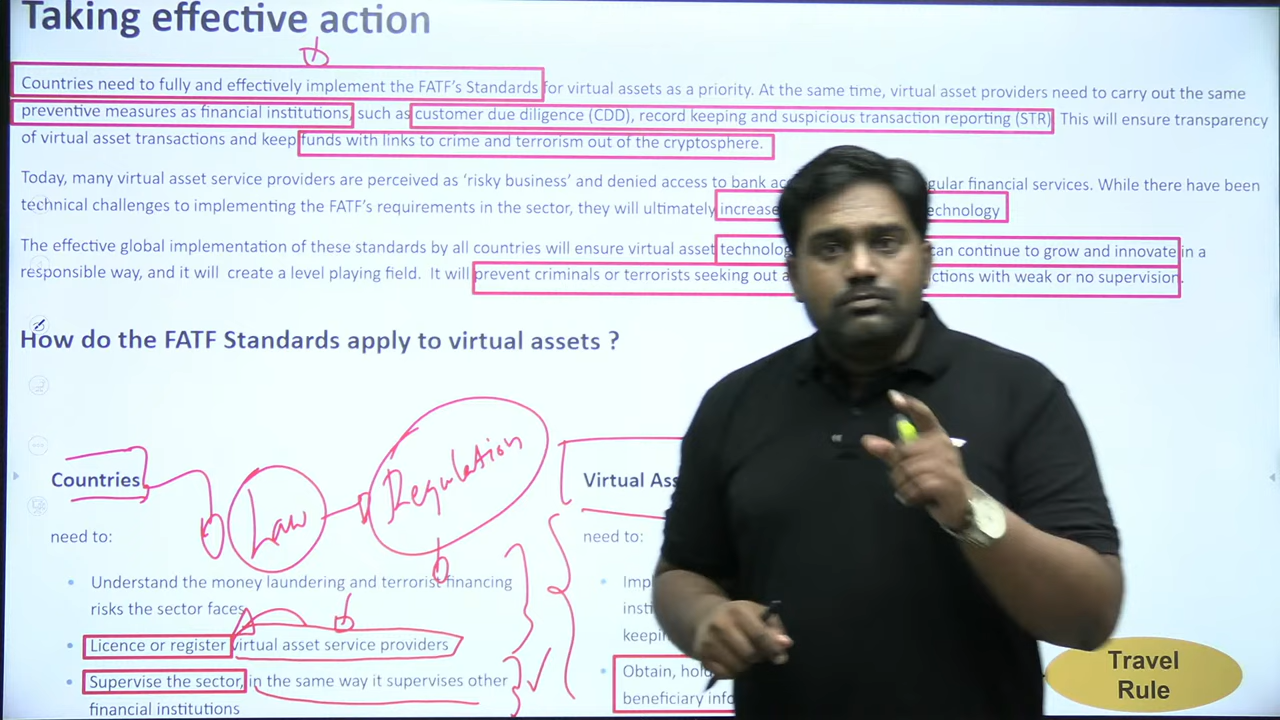 Taking effective action
Countries need to fully and effectively implement the FATF's Standards for virtual assets as a priority. At the same time, virtual asset providers need to carry out the same
preventive measures as financial institutions, such as customer due diligence (CDD), record keeping and suspicious transaction reporting (STR). This will ensure transparency
of virtual asset transactions and keep funds with links to crime and terrorism out of the cryptosphere.
Today, many virtual asset service providers are perceived as 'risky business' and denied access to bank gular financial services. While there have been
technical challenges to implementing the FATF's requirements in the sector, they will ultimately increase echnology
The effective global implementation of these standards by all countries will ensure virtual asset technolog can continue to grow and innovate in a
responsible way, and it will create a level playing field. It will prevent criminals or terrorists seeking out ctions with weak or no supervision.
How do the FATF Standards apply to virtual assets ?
Countries
Law
Regulation
need to:
Understand the money laundering and terrorist financing
risks the sector faces
Licence or register virtual asset service providers
Supervise the sector, in the same way it supervises other
financial institutions
Virtual Ass
need to:
Imp
insti
keepin
Obtain, hol
beneficiary info
Travel
Rule